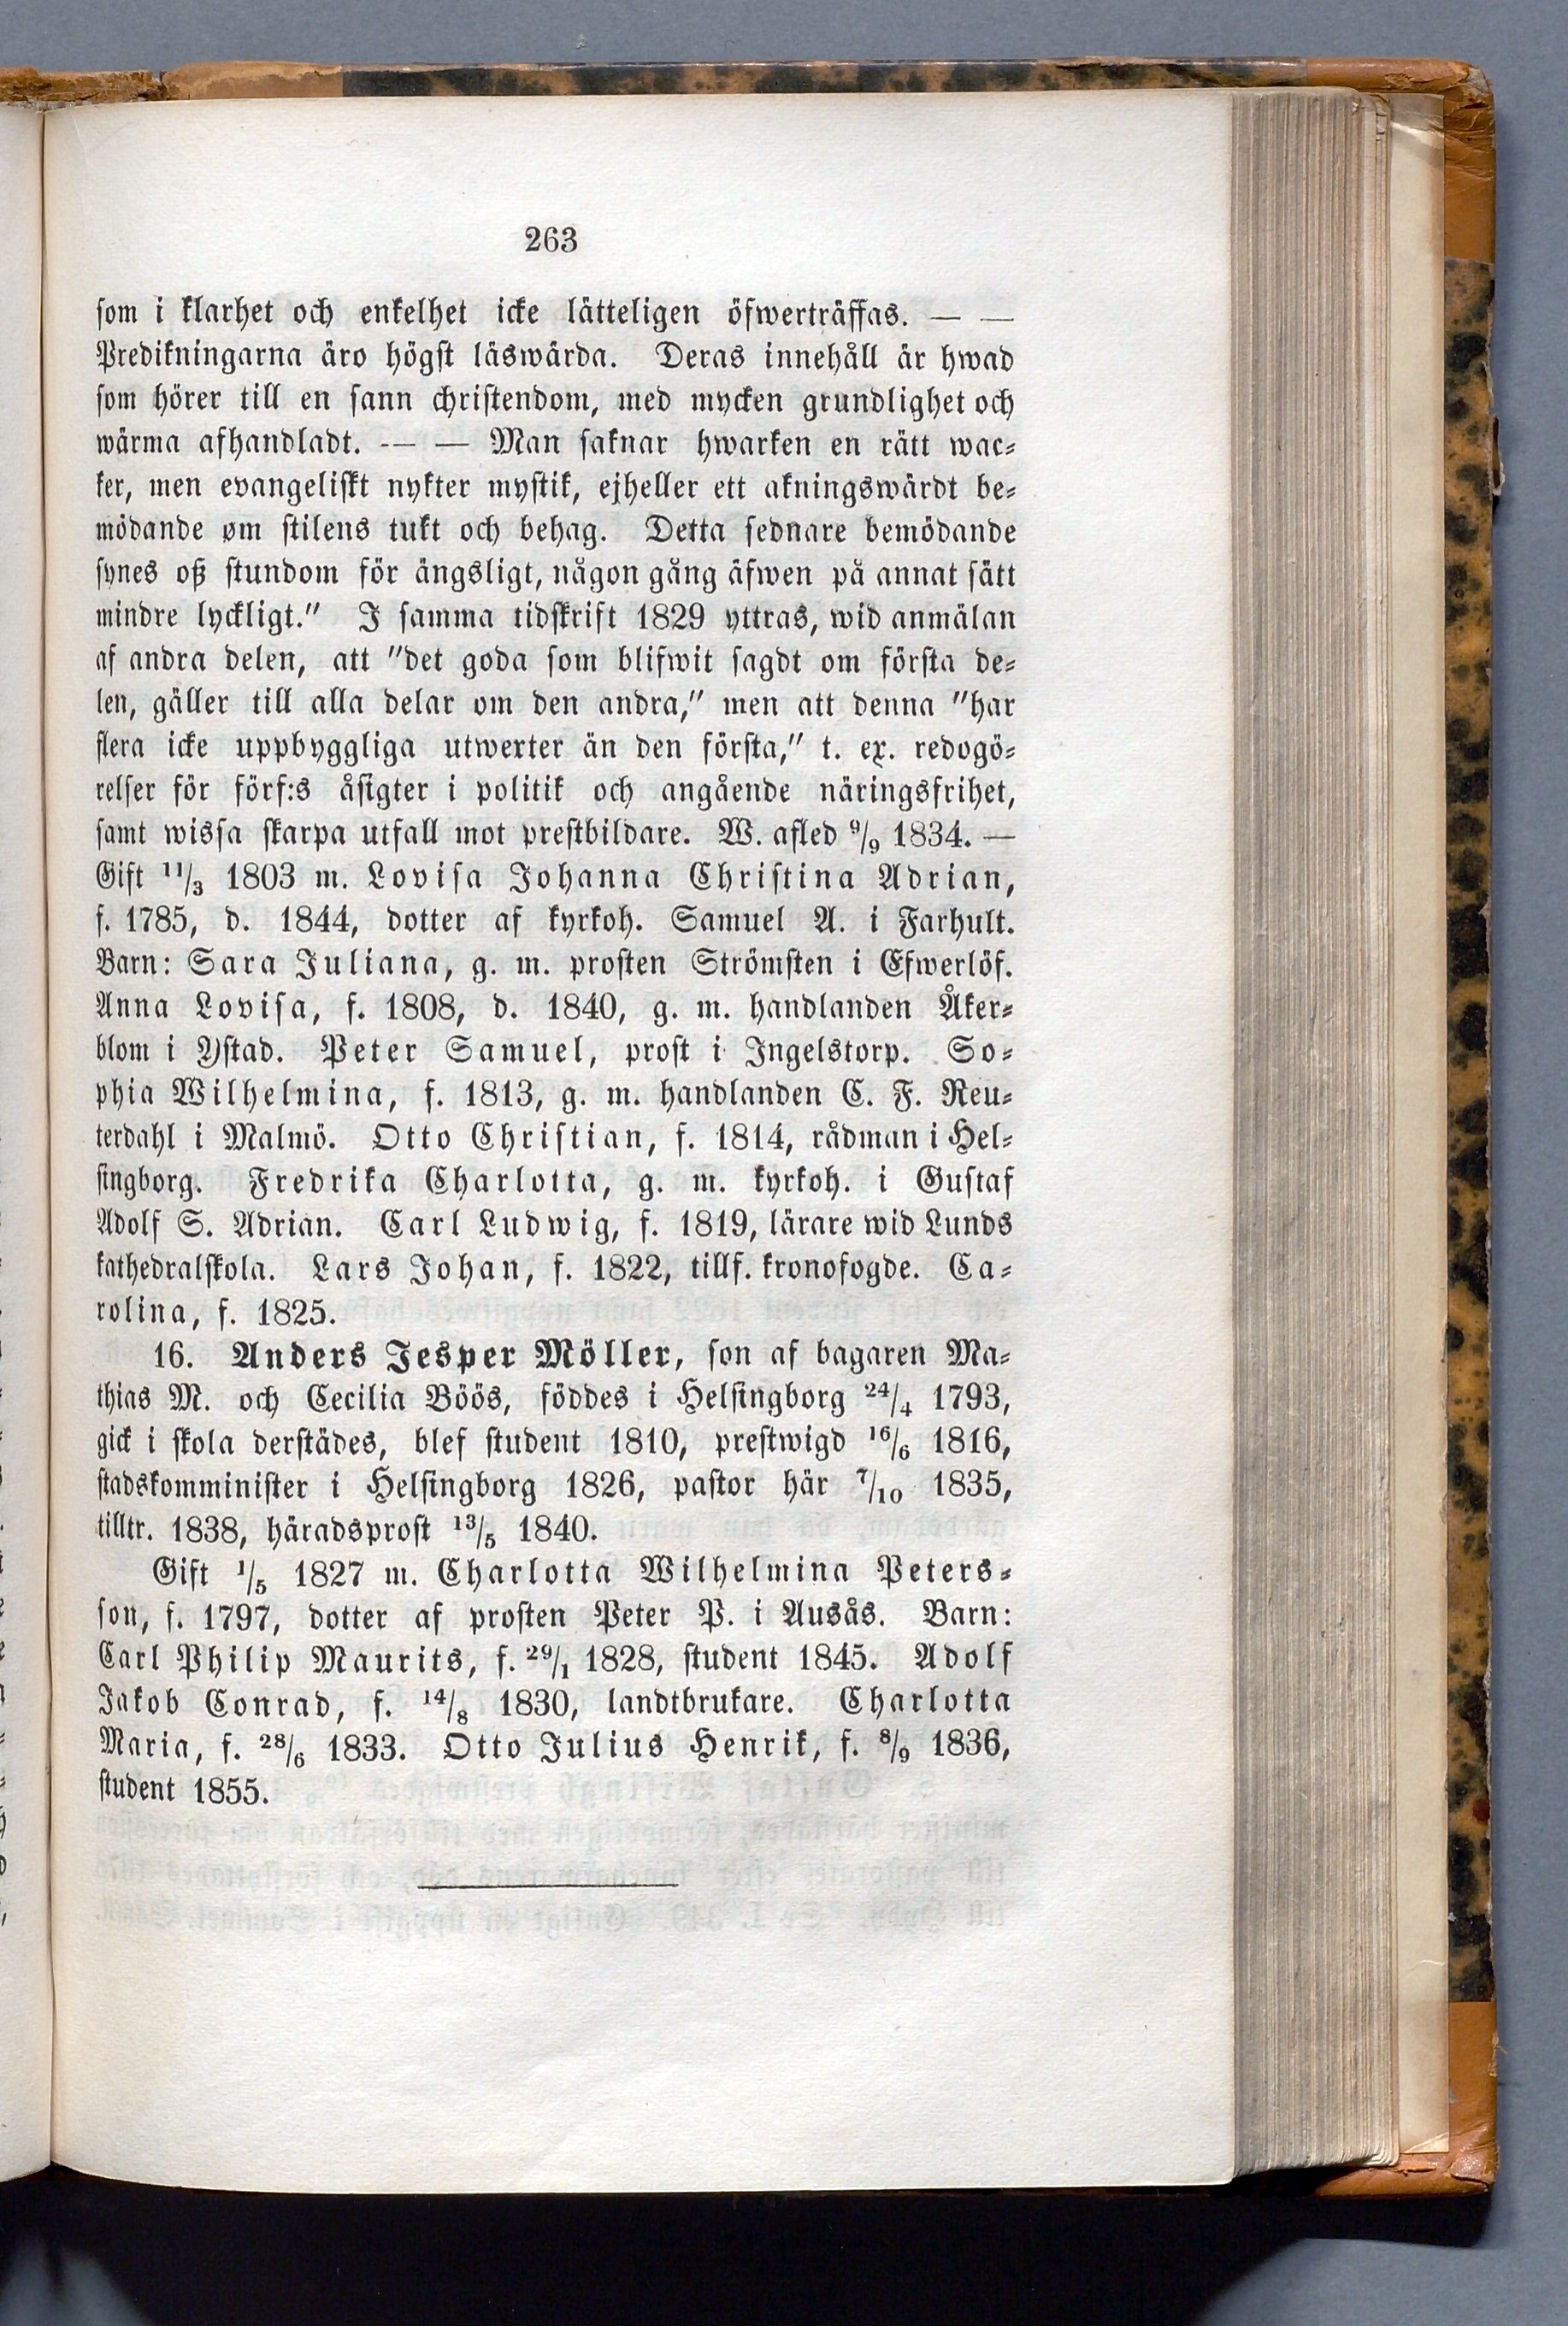 263
som i klarhet och enkelhet icke lätteligen öfwerträffas. — —
Predikningarna äro högst läswärda. Deras innehåll är hwad
som hörer till en sann christendom, med mycken grundlighet och
wärma afhandladt. — — Man saknar hwarken en rätt wac-
ker, men evangeliskt nykter mystik, ejheller ett akningswärdt be-
mödande om stilens tukt och behag. Detta sednare bemödande
synes oß stundom för ängsligt, någon gång äfwen på annat sätt
mindre lyckligt." I samma tidskrift 1829 yttras, wid anmälan
af andra delen, att "det goda som blifwit sagdt om första de-
len, gäller till alla delar om den andra," men att denna "har
flera icke uppbyggliga utwexter än den första," t. ex. redogö-
relser för förf:s åsigter i politik och angående näringsfrihet,
samt wissa skarpa utfall mot prestbildare. W. afled 9/9 1834. —
Gift 11/3 1803 m. Lovisa Johanna Christina Adrian,
f. 1785, d. 1844, dotter af kyrkoh. Samuel A. i Farhult.
Barn: Sara Juliana, g. m. prosten Strömsten i Efwerlöf.
Anna Lovisa, f. 1808, d. 1840, g. m. handlanden Åker-
blom i Ystad. Peter Samuel, prost i Ingelstorp. So-
phia Wilhelmina, f. 1813, g. m. handlanden C. F. Reu-
terdahl i Malmö. Otto Christian, f. 1814, rådman i Hel-
singborg. Fredrika Charlotta, g. m. kyrkoh. i Gustaf
Adolf S. Adrian. Carl Ludwig, f. 1819, lärare wid Lunds
kathedralskola. Lars Johan, f. 1822, tillf. kronofogde. Ca-
rolina, f. 1825.
16. Anders Jesper Möller, son af bagaren Ma-
thias M. och Cecilia Böös, föddes i Helsingborg 24/4 1793,
gick i skola derstädes, blef student 1810, prestwigd 16/6 1816,
stadskomminister i Helsingborg 1826, pastor här 7/10 1835,
tilltr. 1838, häradsprost 13/5 1840.
Gift 1/5 1827 m. Charlotta Wilhelmina Peters-
son, f. 1797, dotter af prosten Peter P. i Ausås. Barn:
Carl Philip Maurits, f. 29/1 1828, student 1845. Adolf
Jakob Conrad, f. 14/8 1830, landtbrukare. Charlotta
Maria, f. 28/6 1833. Otto Julius Henrik, f. 8/9 1836,
student 1855.